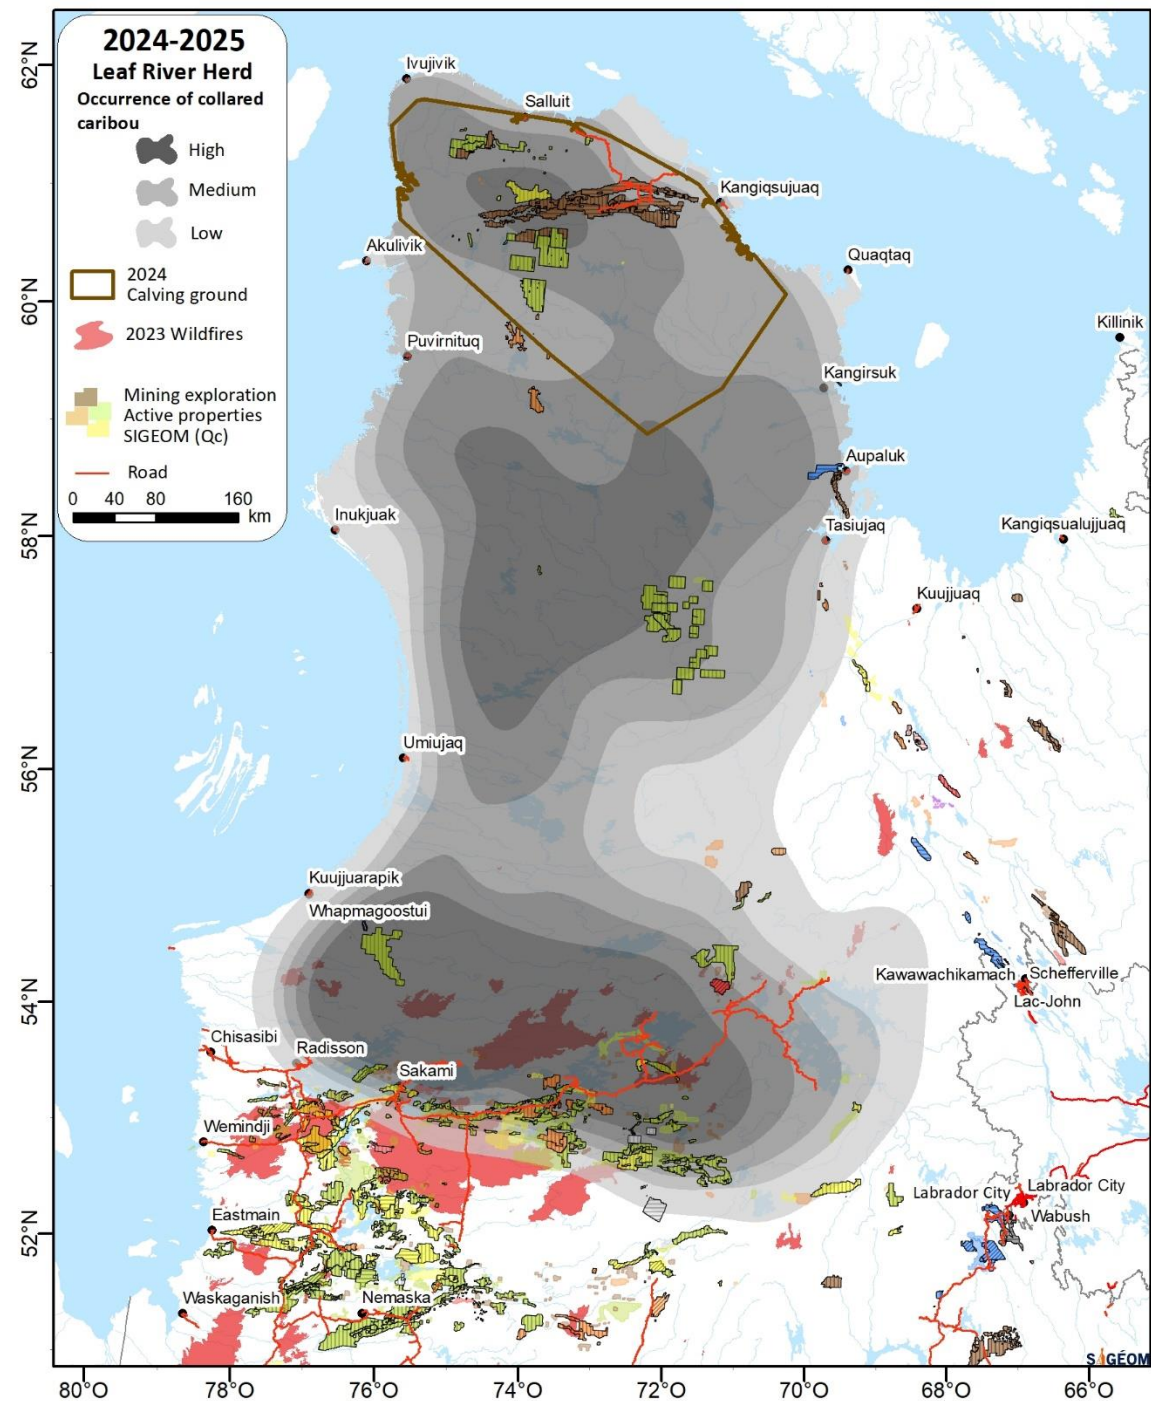 2024-2025
Leaf River Herd
Occurrence of collared
caribou
High
Medium
Low
2024
Calving ground
2023 Wildfires
Mining exploration
Active properties
SIGEOM (Qc)
Road
0 40 80 160
km
62°N
60°N
58°N
56°N
54°N
52°N
Ivujivik
Salluit
Kangiqsujuaq
Akulivik
Quaqtaq
Killinik
Puvirnituq
Kangirsuk
Aupaluk
Inukjuak
Tasiujaq
Kangiqsualujjuaq
Kuujjuaq
Umiujaq
Kuujjuarapik
Whapmagoostui
Kawawachikamach
Schefferville
Lac-John
Chisasibi
Radisson
Sakami
Wemindji
Labrador City
Labrador City
Wabush
Eastmain
Waskaganish
Nemaska
SIGÉOM
80°O 78°O 76°O 74°O 72°O 70°O 68°O 66°O